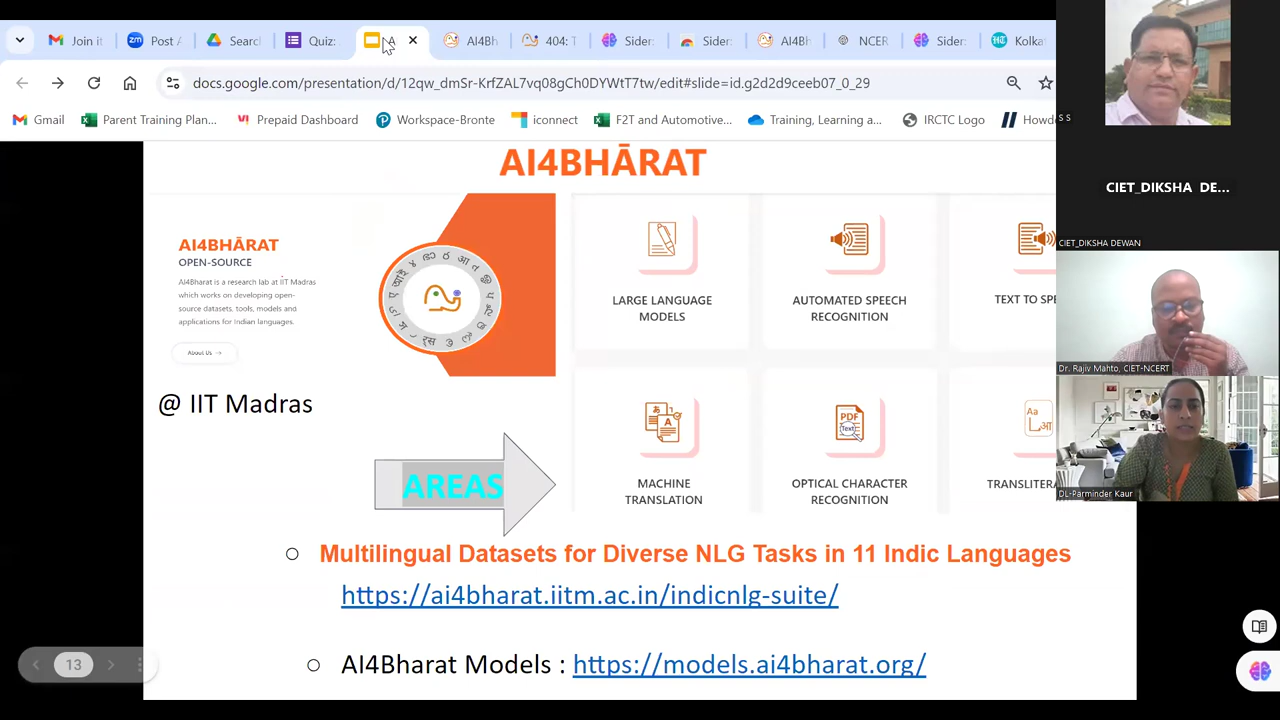 Join it
Post A
Search
Quiz:
A
AI4Bh
404: T
Sider
Sider
AI4Bh
NCER
Sider
Kolkat
docs.google.com/presentation/d/12qw_dmSr-KrfZAL7vq08gCh0DYWtT7tw/edit#slide=id.g2d2d9ceeb07_0_29
Gmail
Parent Training Plan...
Prepaid Dashboard
Workspace-Bronte
iconnect
F2T and Automotive...
Training, Learning a...
IRCTC Logo
Howde
S S
CIET_DIKSHA DE...
CIET_DIKSHA DEWAN
Dr. Rajiv Mahto, CIET-NCERT
DL-Parminder Kaur
AI4BHĀRAT
AI4BHĀRAT
OPEN-SOURCE
AI4Bharat is a research lab at IIT Madras
which works on developing open-
source datasets, tools, models and
applications for Indian languages.
About Us →
@ IIT Madras
LARGE LANGUAGE
MODELS
AUTOMATED SPEECH
RECOGNITION
TEXT TO SPE
MACHINE
TRANSLATION
PDF
Text
OPTICAL CHARACTER
RECOGNITION
Aa
TRANSLITERA
AREAS
Multilingual Datasets for Diverse NLG Tasks in 11 Indic Languages
https://ai4bharat.iitm.ac.in/indicnlg-suite/
AI4Bharat Models : https://models.ai4bharat.org/
13